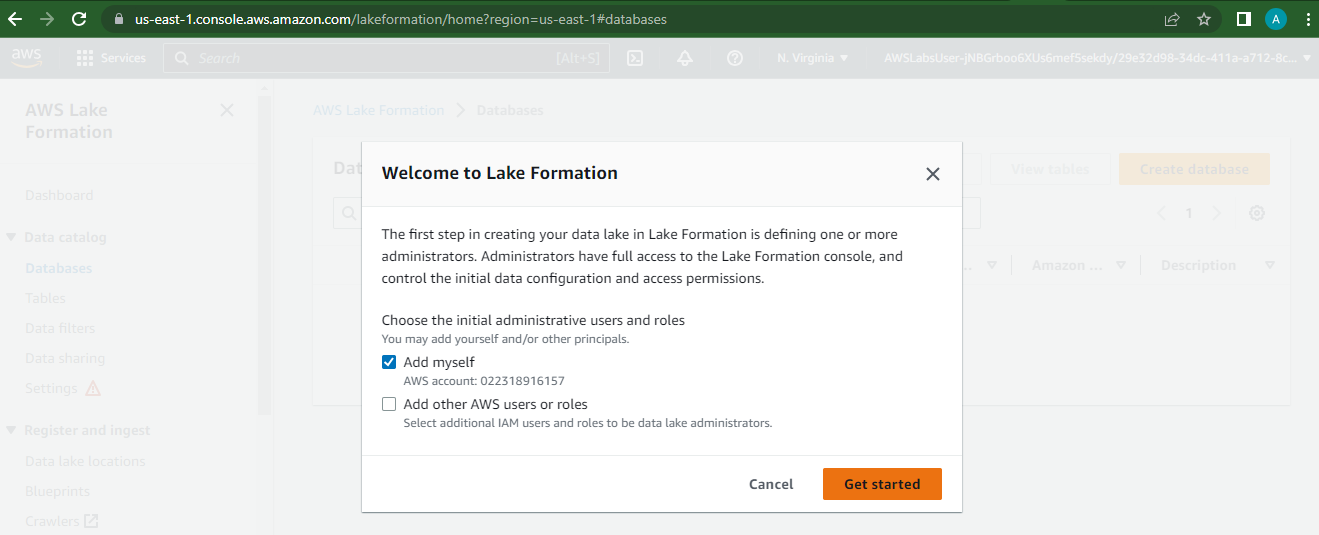 us-east-1.console.aws.amazon.com/lakeformation/home?region=us-east-1#databases
A
aws
Services
Search
[Alt+S]
N. Virginia
AWSLabsUser-jNBGrboo6XUs6mef5sekdy/29e32d98-34dc-411a-a712-8c...
AWS Lake
Formation
AWS Lake Formation
Databases
Dashboard
Data catalog
Databases
Tables
Data filters
Data sharing
Settings
Register and ingest
Data lake locations
Blueprints
Crawlers
Dat
View tables
Create database
1
Amazon ...
Description
Welcome to Lake Formation
The first step in creating your data lake in Lake Formation is defining one or more
administrators. Administrators have full access to the Lake Formation console, and
control the initial data configuration and access permissions.
Choose the initial administrative users and roles
You may add yourself and/or other principals.
Add myself
AWS account: 022318916157
Add other AWS users or roles
Select additional IAM users and roles to be data lake administrators.
Cancel
Get started